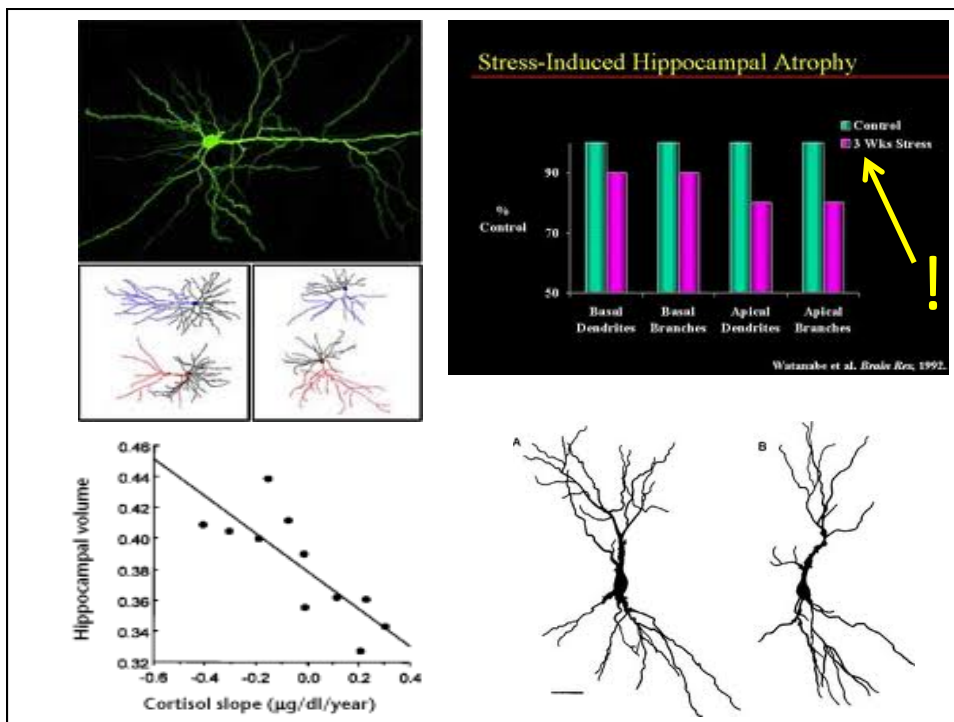 Stress-Induced Hippocampal Atrophy
Control
3 Wks Stress
90
%
Control
70
50
Basal Dendrites
Basal Branches
Apical Dendrites
Apical Branches
!
Watanabe et al. Brain Res, 1992.
0.46
0.44
0.42
0.40
0.38
0.36
0.34
0.32
Hippocampal volume
-0.6
-0.4
-0.2
0.0
0.2
0.4
Cortisol slope (µg/dl/year)
A
B